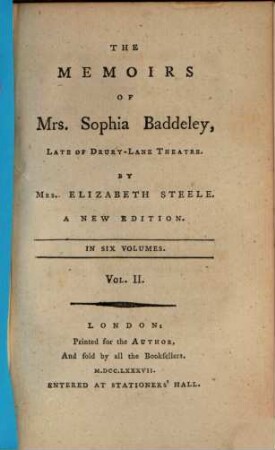 THE
MEMOIRS
OF
Mrs. Sophia Baddeley,
LATE OF DRURY-LANE THEATRE.
BY
MRS. ELIZABETH STEELE.
A NEW EDITION.
IN SIX VOLUMES.
VOL. II.
LONDON:
Printed for the AUTHOR,
And sold by all the Booksellers.
M.DCC.LXXXVII.
ENTERED AT STATIONERS' HALL.